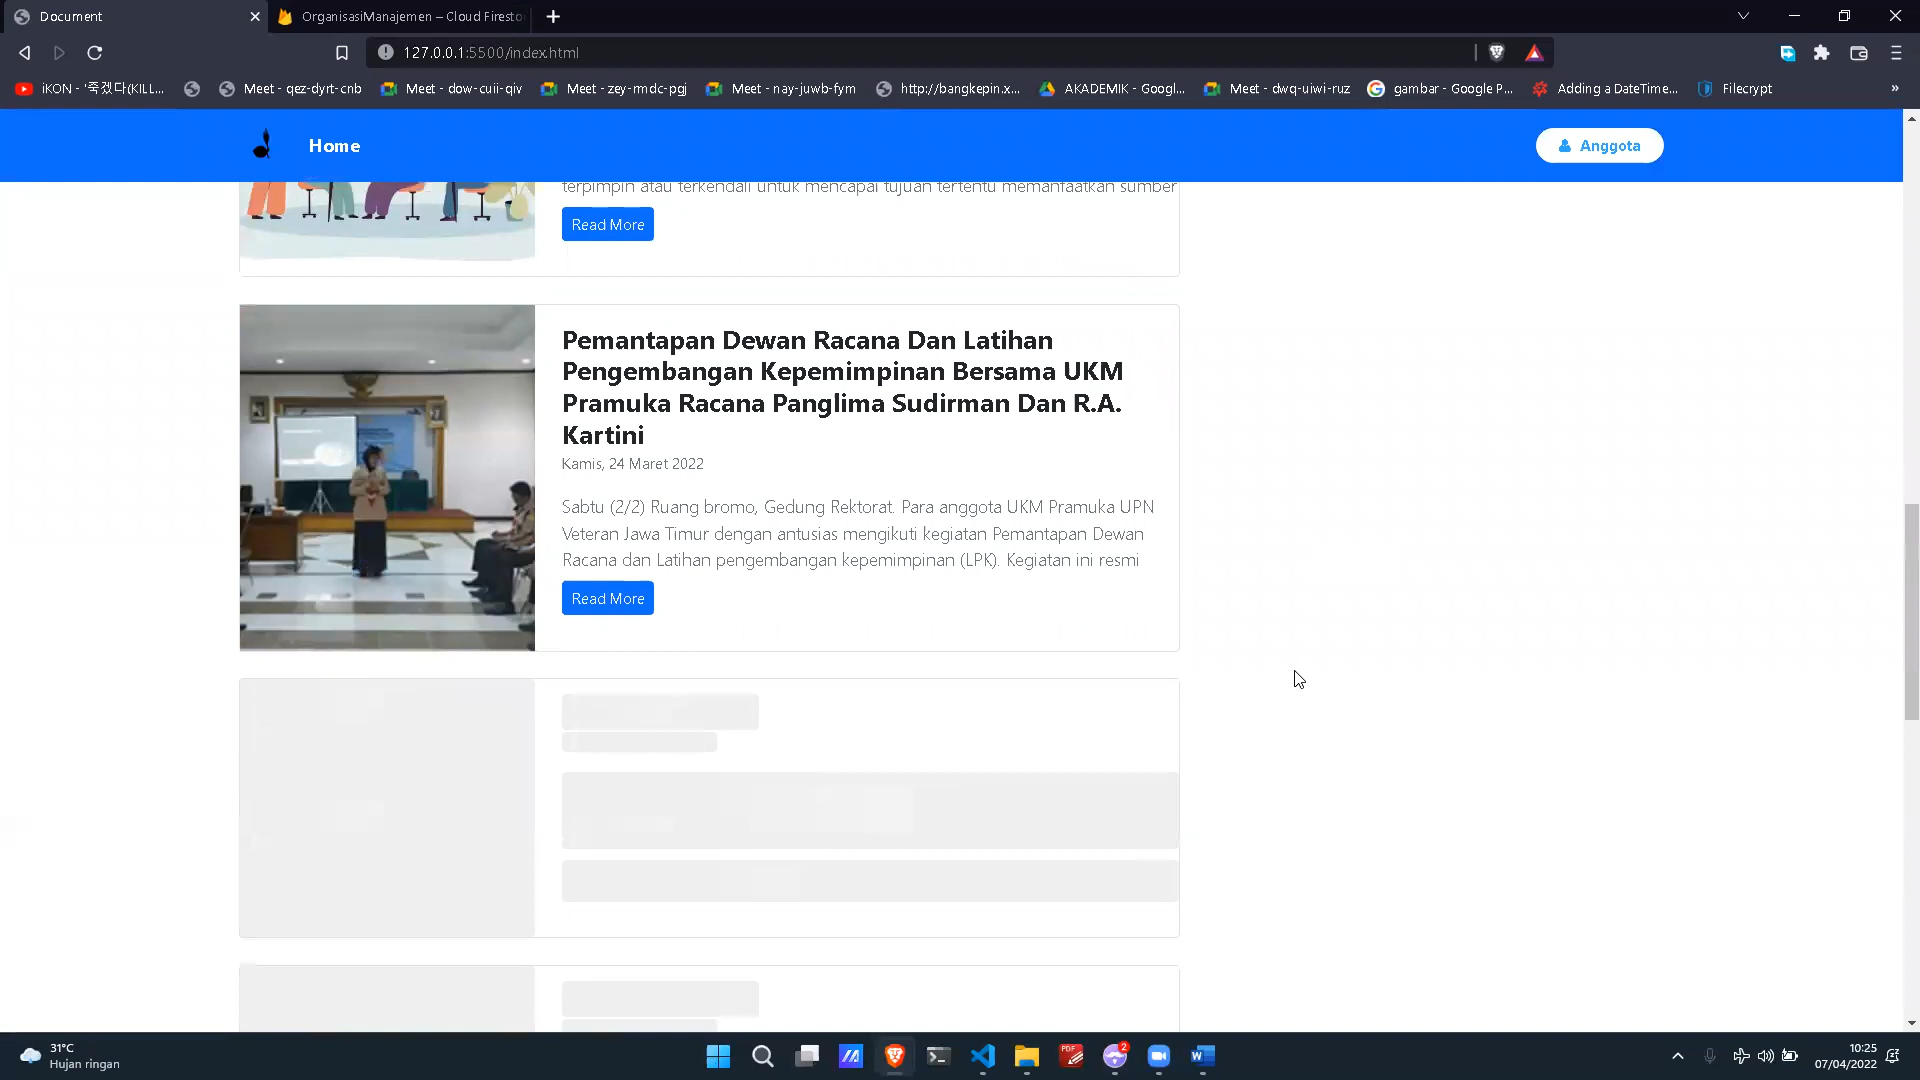 Document
OrganisasiManajemen – Cloud Firesto
127.0.0.1:5500/index.html
iKON - '죽겠다(KILL...
Meet - qez-dyrt-cnb
Meet - dow-cuii-qiv
Meet - zey-rmdc-pgj
Meet - nay-juwb-fym
http://bangkepin.x...
AKADEMIK - Googl...
Meet - dwq-uiwi-ruz
gambar - Google P...
Adding a DateTime...
Filecrypt
»
Home
Anggota
terpimpin atau terkendali untuk mencapai tujuan tertentu memanfaatkan sumber
Read More
Pemantapan Dewan Racana Dan Latihan
Pengembangan Kepemimpinan Bersama UKM
Pramuka Racana Panglima Sudirman Dan R.A.
Kartini
Kamis, 24 Maret 2022
Sabtu (2/2) Ruang bromo, Gedung Rektorat. Para anggota UKM Pramuka UPN
Veteran Jawa Timur dengan antusias mengikuti kegiatan Pemantapan Dewan
Racana dan Latihan pengembangan kepemimpinan (LPK). Kegiatan ini resmi
Read More
31°C
Hujan ringan
PDF
2
W
10:25
07/04/2022